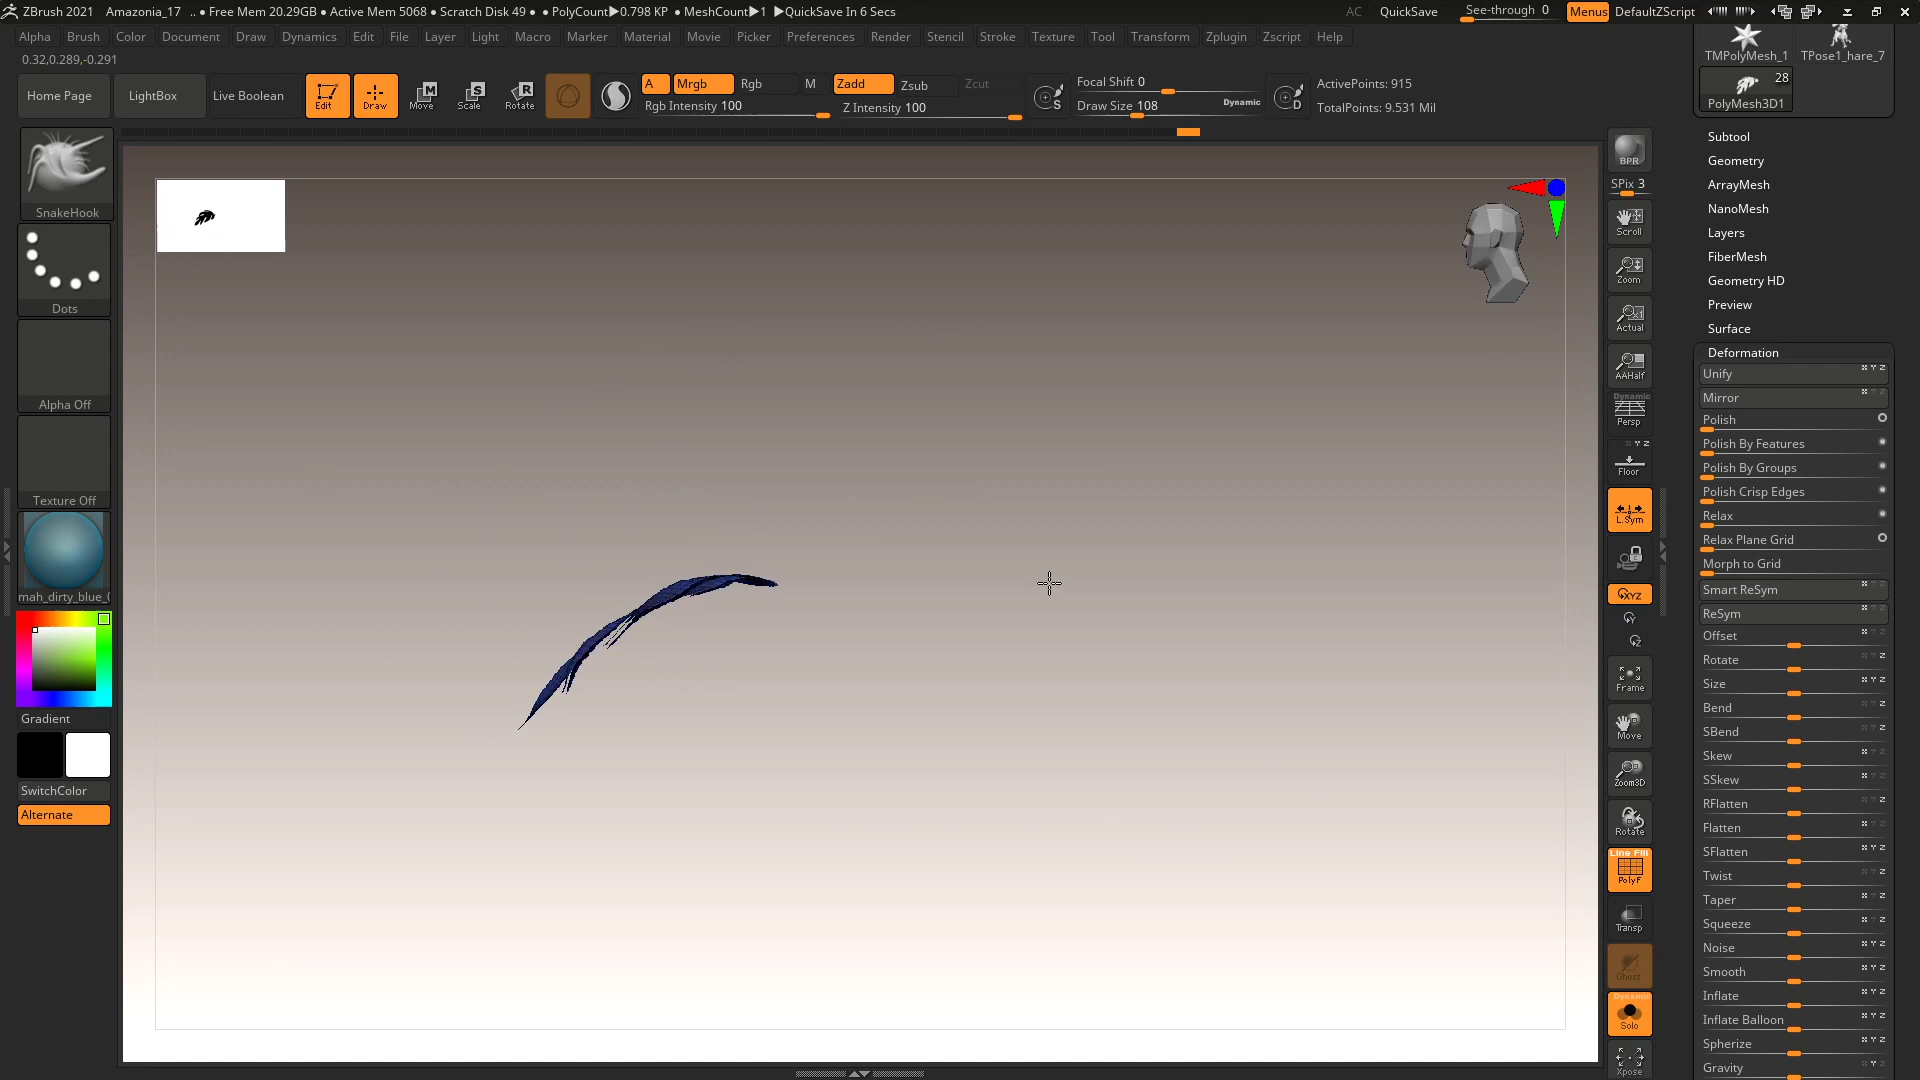 ZBrush 2021 Amazonia_17 .. • Free Mem 20.29GB • Active Mem 5068 • Scratch Disk 49 • • PolyCount▶0.798 KP • MeshCount▶1 ▶QuickSave In 6 Secs AC QuickSave See-through 0 Menus DefaultZScript
Alpha Brush Color Document Draw Dynamics Edit File Layer Light Macro Marker Material Movie Picker Preferences Render Stencil Stroke Texture Tool Transform Zplugin Zscript Help
0.32,0.289,-0.291
Home Page LightBox Live Boolean Edit Draw Move Scale Rotate
A Mrgb Rgb M Zadd Zsub Zcut
Rgb Intensity 100 Z Intensity 100
Focal Shift 0
Draw Size 108 Dynamic
ActivePoints: 915
TotalPoints: 9.531 Mil
SnakeHook
Dots
Alpha Off
Texture Off
mah_dirty_blue_
Gradient
SwitchColor
Alternate
BPR
SPix 3
Scroll
Zoom
Actual
AAHalf
Dynamic
Persp
Floor
L.Sym
XYZ
Frame
Move
Zoom3D
Rotate
Line Fill
PolyF
Transp
Ghost
Dynamic
Solo
Xpose
TMPolyMesh_1 TPose1_hare_7
28
PolyMesh3D1
Subtool
Geometry
ArrayMesh
NanoMesh
Layers
FiberMesh
Geometry HD
Preview
Surface
Deformation
Unify
Mirror
Polish
Polish By Features
Polish By Groups
Polish Crisp Edges
Relax
Relax Plane Grid
Morph to Grid
Smart ReSym
ReSym
Offset
Rotate
Size
Bend
SBend
Skew
SSkew
RFlatten
Flatten
SFlatten
Twist
Taper
Squeeze
Noise
Smooth
Inflate
Inflate Balloon
Spherize
Gravity